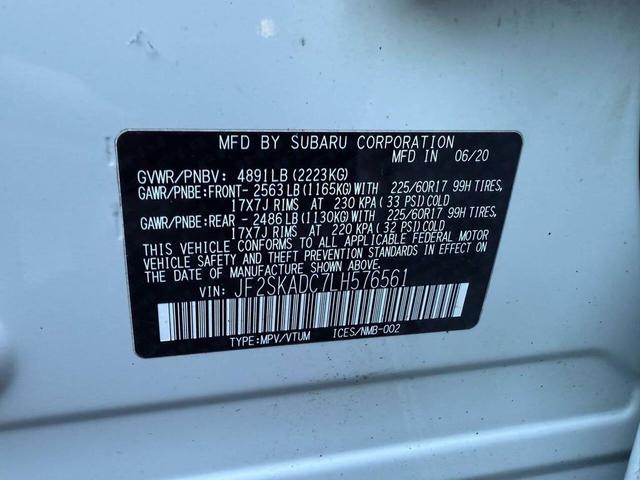 MFD BY SUBARU CORPORATION
MFD IN 06/20
GVWR/PNBV: 4891LB (2223KG)
GAWR/PNBE:FRONT- 2563 LB (1165KG) WITH 225/60R17 99H TIRES,
17X7J RIMS AT 230 KPA ( 33 PSI) COLD
GAWR/PNBE:REAR - 2486 LB (1130KG) WITH 225/60R17 99H TIRES,
17X7J RIMS AT 220 KPA ( 32 PSI) COLD
THIS VEHICLE CONFORMS TO ALL APPLICABLE FEDERAL MOTOR
VEHICLE SAFETY AND THEFT PREVENTION STANDARDS IN EFFECT ON
THE DATE OF MANUFACTURE SHOWN ABOVE.
VIN: JF2SKADC7LH576561
TYPE:MPV/VTUM ICES/NMB-002